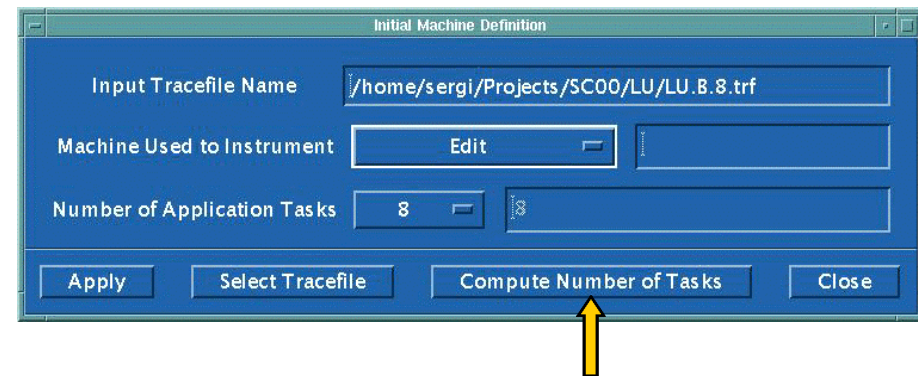 Initial Machine Definition
Input Tracefile Name /home/sergi/Projects/SC00/LU/LU.B.8.trf
Machine Used to Instrument Edit
Number of Application Tasks 8 8
Apply Select Tracefile Compute Number of Tasks Close